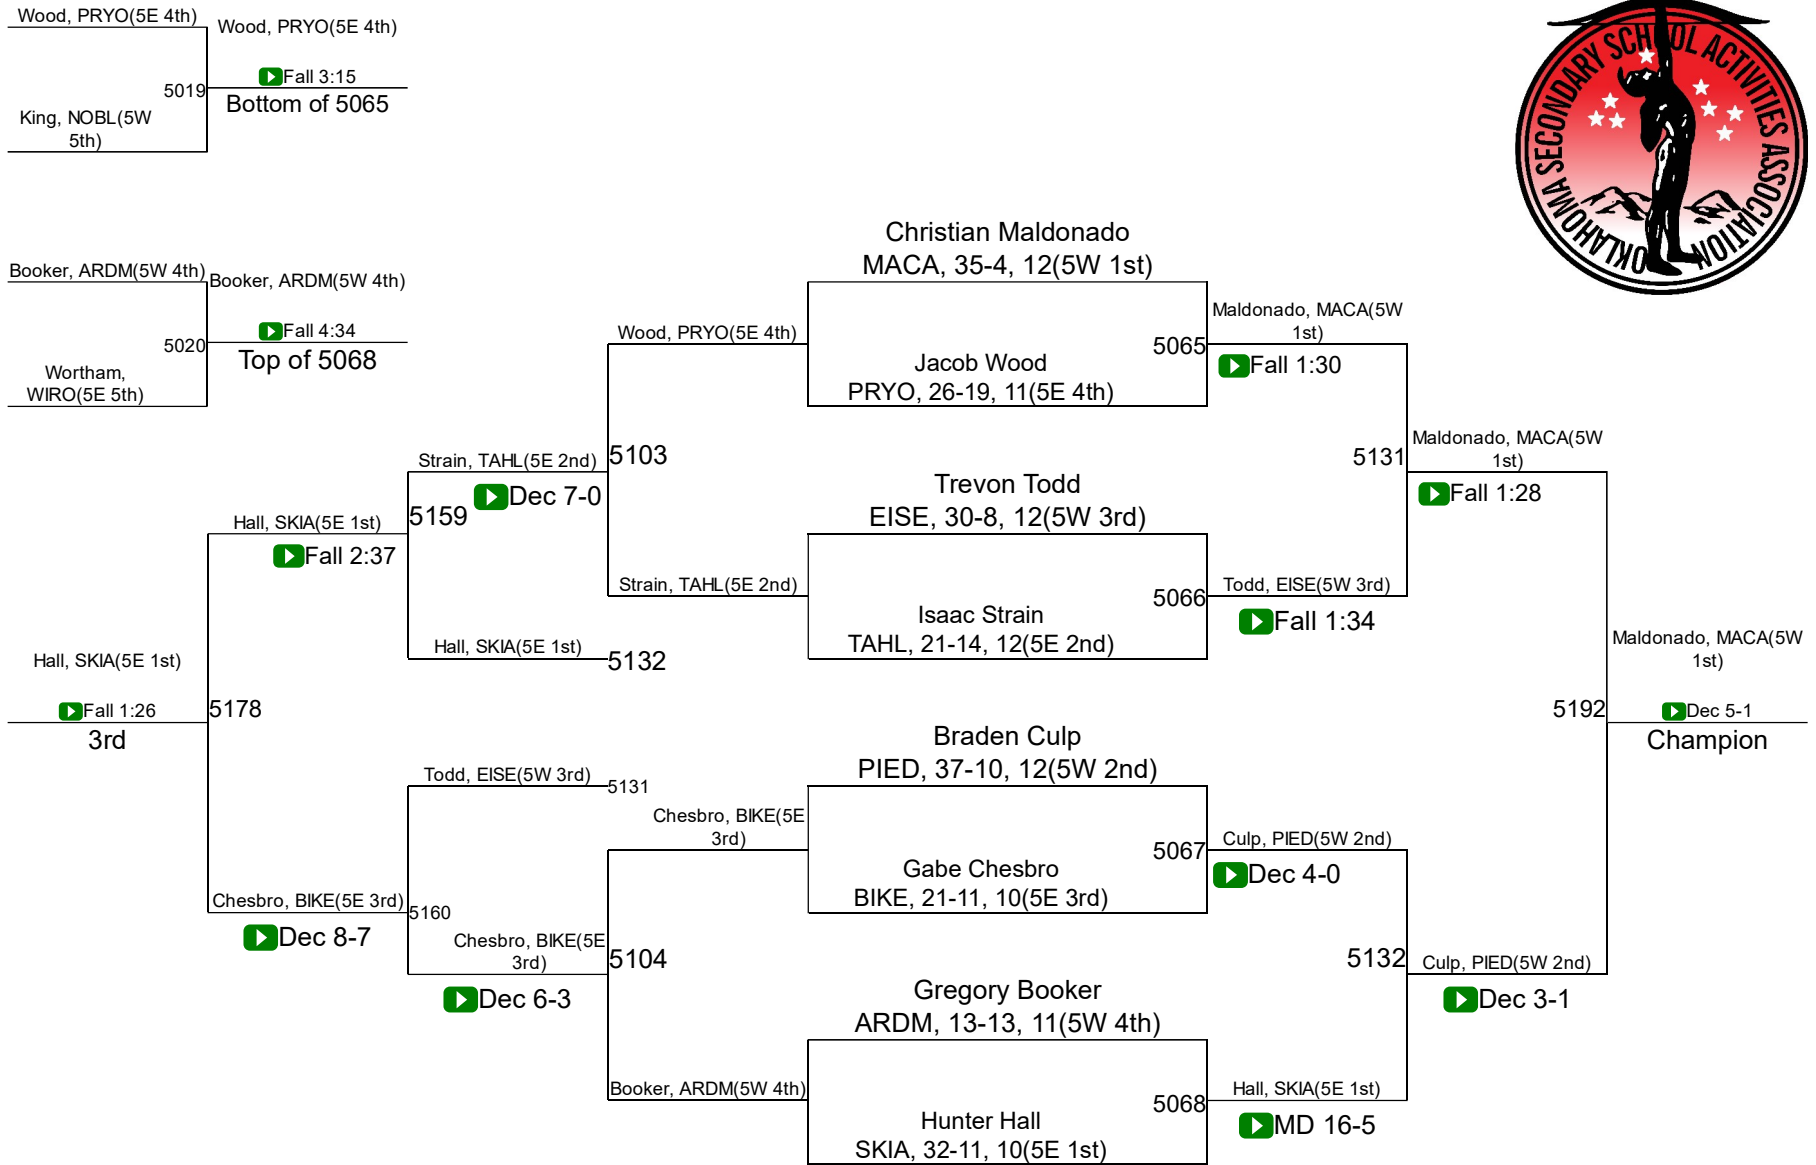 Wood, PRYO(5E 4th)
Wood, PRYO(5E 4th)
5019
Fall 3:15
King, NOBL(5W
5th)
Bottom of 5065
OKLAHOMA SECONDARY SCHOOL ACTIVITIES ASSOCIATION
Booker, ARDM(5W 4th)
Booker, ARDM(5W 4th)
5020
Fall 4:34
Wortham,
WIRO(5E 5th)
Top of 5068
Christian Maldonado
MACA, 35-4, 12(5W 1st)
Wood, PRYO(5E 4th)
5065
Jacob Wood
PRYO, 26-19, 11(5E 4th)
Maldonado, MACA(5W
1st)
Fall 1:30
Strain, TAHL(5E 2nd)
5103
Dec 7-0
Trevon Todd
EISE, 30-8, 12(5W 3rd)
5131
Maldonado, MACA(5W
1st)
Fall 1:28
Hall, SKIA(5E 1st)
5159
Fall 2:37
Strain, TAHL(5E 2nd)
5066
Isaac Strain
TAHL, 21-14, 12(5E 2nd)
Todd, EISE(5W 3rd)
Fall 1:34
Hall, SKIA(5E 1st)
5132
Hall, SKIA(5E 1st)
Fall 1:26
3rd
5178
Maldonado, MACA(5W
1st)
5192
Dec 5-1
Champion
Todd, EISE(5W 3rd)
5131
Braden Culp
PIED, 37-10, 12(5W 2nd)
Chesbro, BIKE(5E
3rd)
5067
Gabe Chesbro
BIKE, 21-11, 10(5E 3rd)
Culp, PIED(5W 2nd)
Dec 4-0
Chesbro, BIKE(5E 3rd)
5160
Dec 8-7
Chesbro, BIKE(5E
3rd)
5104
Dec 6-3
Gregory Booker
ARDM, 13-13, 11(5W 4th)
5132
Culp, PIED(5W 2nd)
Dec 3-1
Booker, ARDM(5W 4th)
5068
Hunter Hall
SKIA, 32-11, 10(5E 1st)
Hall, SKIA(5E 1st)
MD 16-5